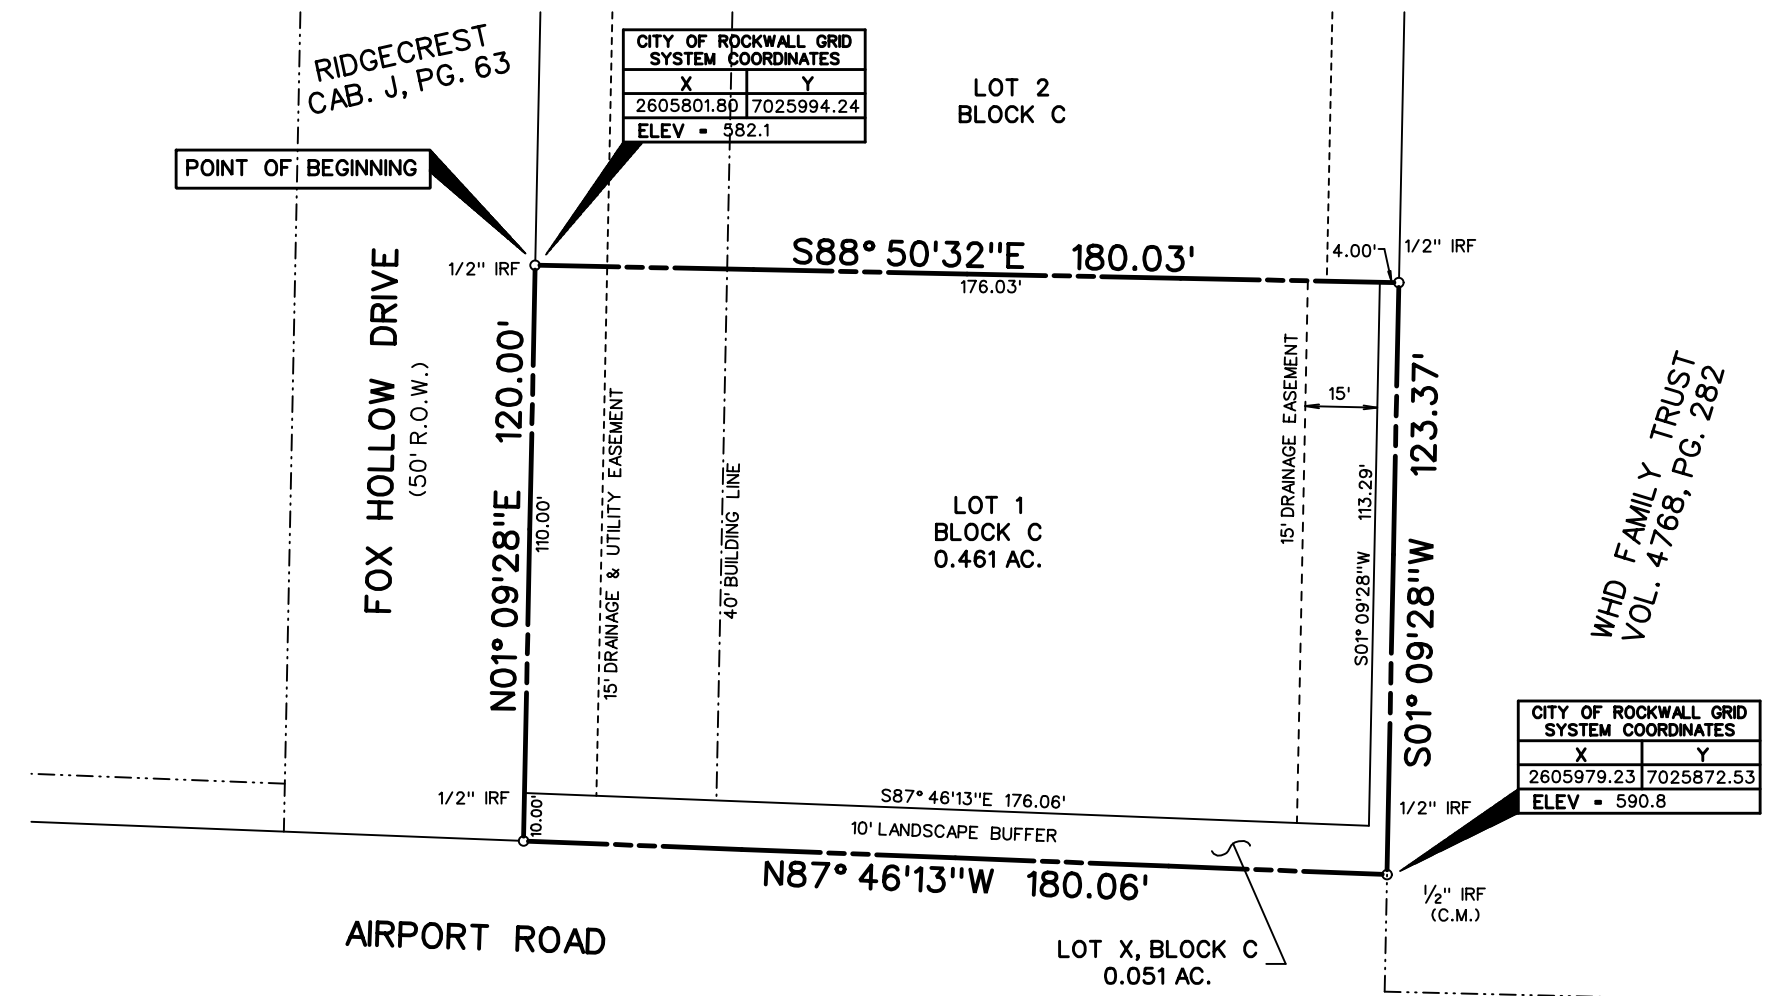 RIDGECREST
CAB. J, PG. 63
CITY OF ROCKWALL GRID
SYSTEM COORDINATES
X Y
2605801.80 7025994.24
ELEV = 582.1
LOT 2
BLOCK C
POINT OF BEGINNING
1/2" IRF
S88° 50'32"E 180.03'
176.03'
4.00'
1/2" IRF
FOX HOLLOW DRIVE
(50' R.O.W.)
N01° 09'28"E 120.00'
110.00'
15' DRAINAGE & UTILITY EASEMENT
40' BUILDING LINE
LOT 1
BLOCK C
0.461 AC.
15' DRAINAGE EASEMENT
15'
S01° 09'28"W 113.29'
S01° 09'28"W 123.37'
WHD FAMILY TRUST
VOL. 4768, PG. 282
CITY OF ROCKWALL GRID
SYSTEM COORDINATES
X Y
2605979.23 7025872.53
ELEV = 590.8
1/2" IRF
10.00'
S87° 46'13"E 176.06'
10' LANDSCAPE BUFFER
1/2" IRF
N87° 46'13"W 180.06'
1/2" IRF
(C.M.)
AIRPORT ROAD
LOT X, BLOCK C
0.051 AC.